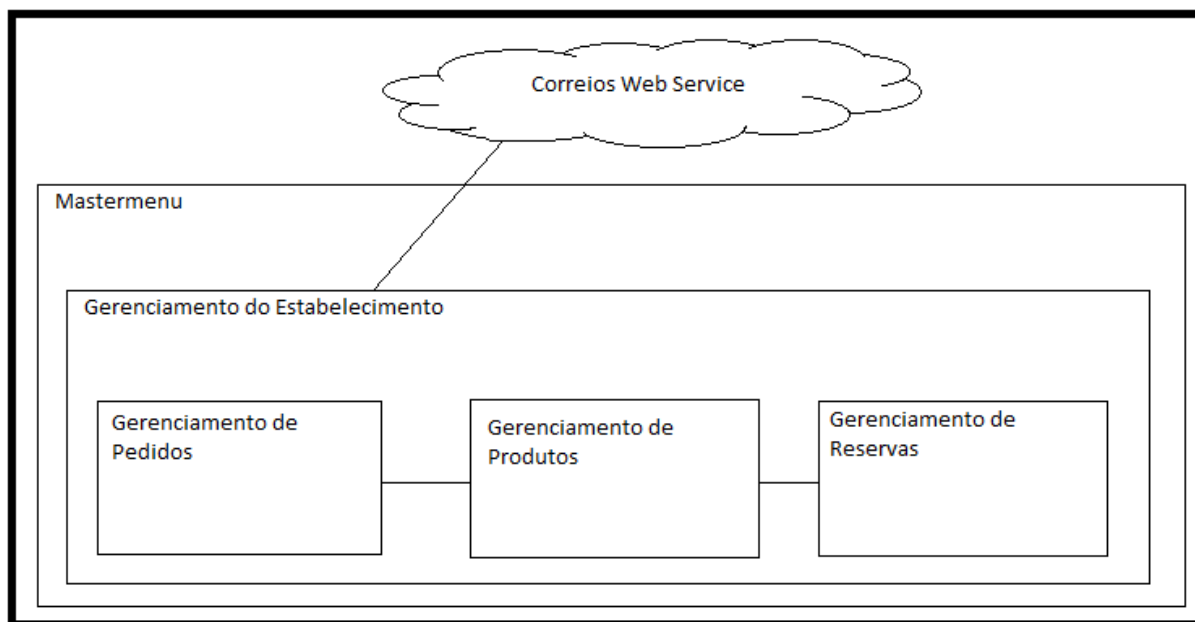 Correios Web Service
Mastermenu
Gerenciamento do Estabelecimento
Gerenciamento de
Pedidos
Gerenciamento de
Produtos
Gerenciamento de
Reservas